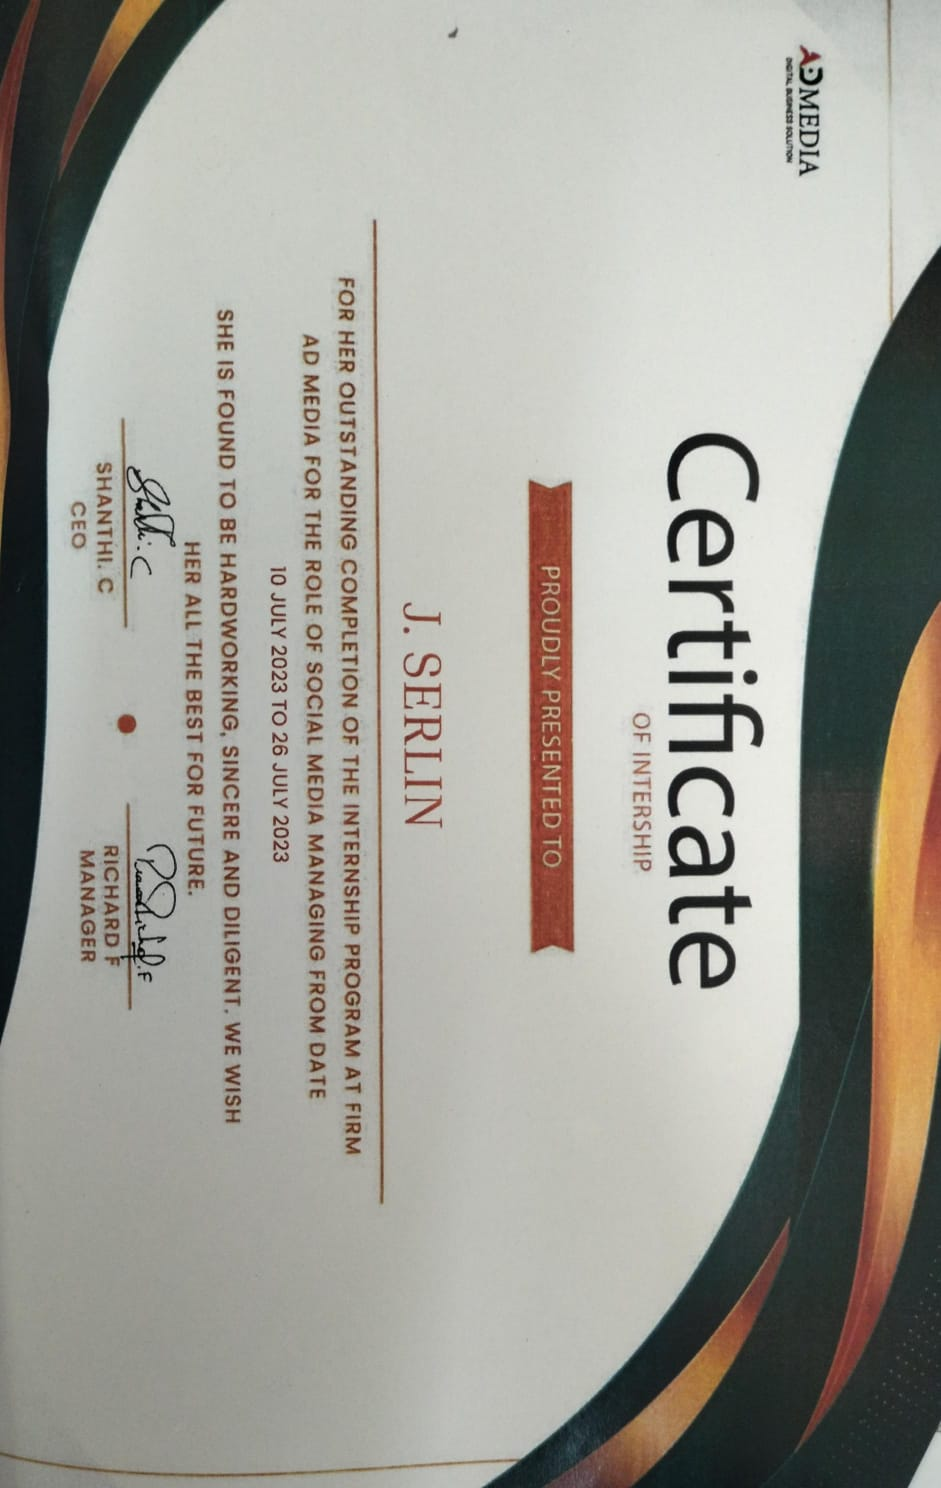 ADMEDIA
DIGITAL BUSINESS SOLUTION
Certificate
OF INTERSHIP
PROUDLY PRESENTED TO
J. SERLIN
FOR HER OUTSTANDING COMPLETION OF THE INTERNSHIP PROGRAM AT FIRM
AD MEDIA FOR THE ROLE OF SOCIAL MEDIA MANAGING FROM DATE
10 JULY 2023 TO 26 JULY 2023
SHE IS FOUND TO BE HARDWORKING, SINCERE AND DILIGENT. WE WISH
HER ALL THE BEST FOR FUTURE.
Shanthi. C
SHANTHI. C
CEO
RICHARD F
MANAGER